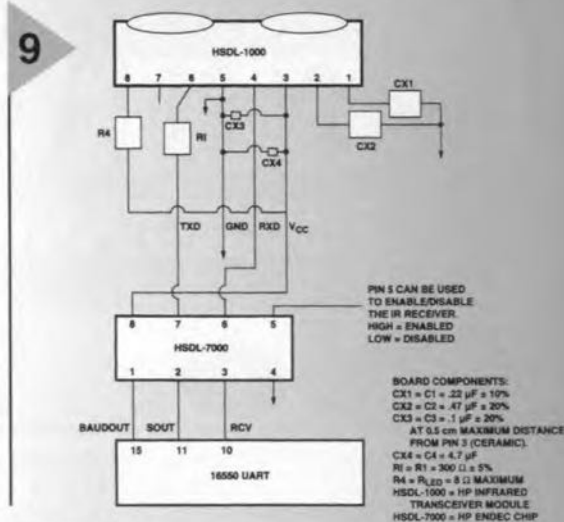 9
HSDL-1000
8 7 6 5 4 3 2 1
CX1
CX2
R4
RI
CX3
CX4
TXD GND RXD VCC
PIN 5 CAN BE USED
TO ENABLE/DISABLE
THE IR RECEIVER.
HIGH = ENABLED
LOW = DISABLED
8 7 6 5
HSDL-7000
1 2 3 4
BAUDOUT SOUT RCV
15 11 10
16550 UART
BOARD COMPONENTS:
CX1 = C1 = .22 µF ± 10%
CX2 = C2 = .47 µF ± 20%
CX3 = C3 = .1 µF ± 20%
AT 0.5 cm MAXIMUM DISTANCE
FROM PIN 3 (CERAMIC).
CX4 = C4 = 4.7 µF
RI = R1 = 300 Ω ± 5%
R4 = RLED = 8 Ω MAXIMUM
HSDL-1000 = HP INFRARED
TRANSCEIVER MODULE
HSDL-7000 = HP ENDEC CHIP